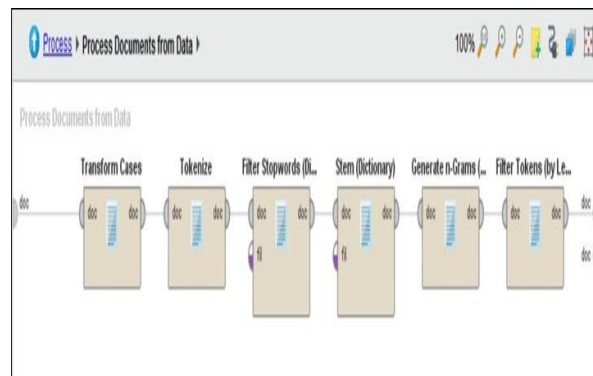 Process ▸ Process Documents from Data ▸
100%
Process Documents from Data
Transform Cases
Tokenize
Filter Stopwords (Di...
Stem (Dictionary)
Generate n-Grams (...
Filter Tokens (by Le...
doc
doc doc
doc doc
doc doc
doc doc
doc doc
doc doc
doc
fil
fil
doc